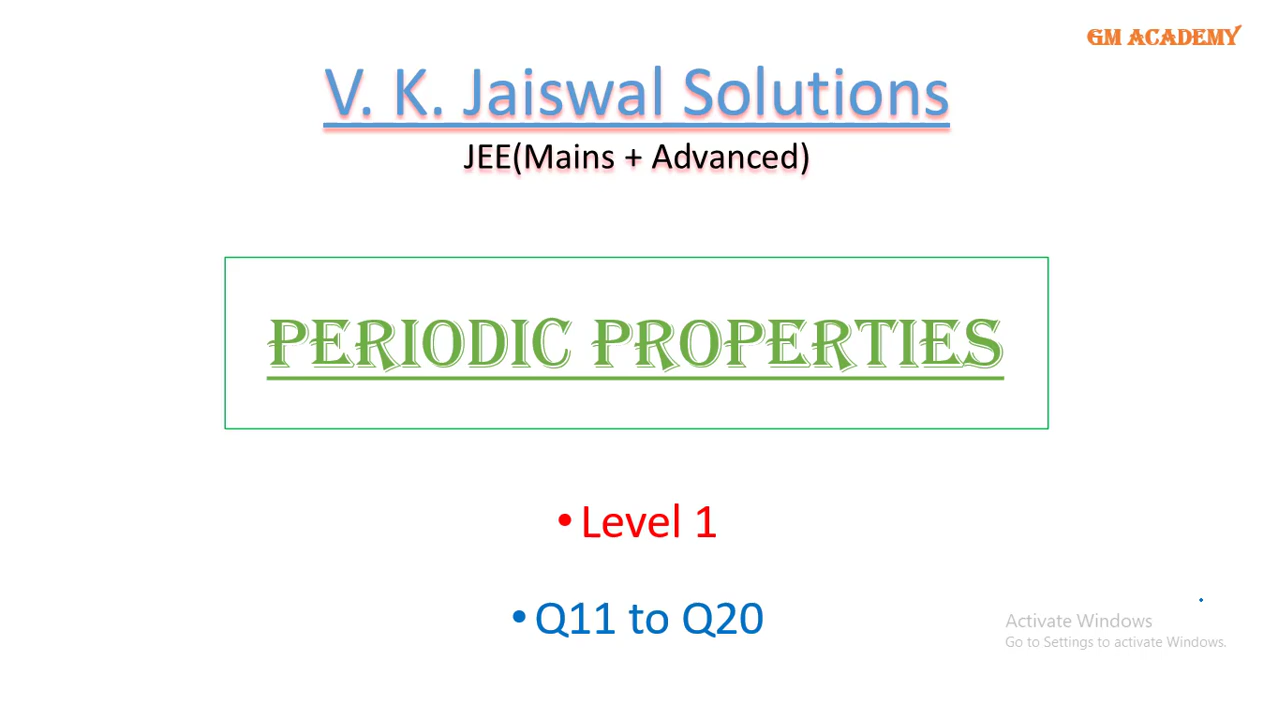 GM ACADEMY
V. K. Jaiswal Solutions
JEE(Mains + Advanced)
PERIODIC PROPERTIES
•Level 1
•Q11 to Q20
Activate Windows
Go to Settings to activate Windows.